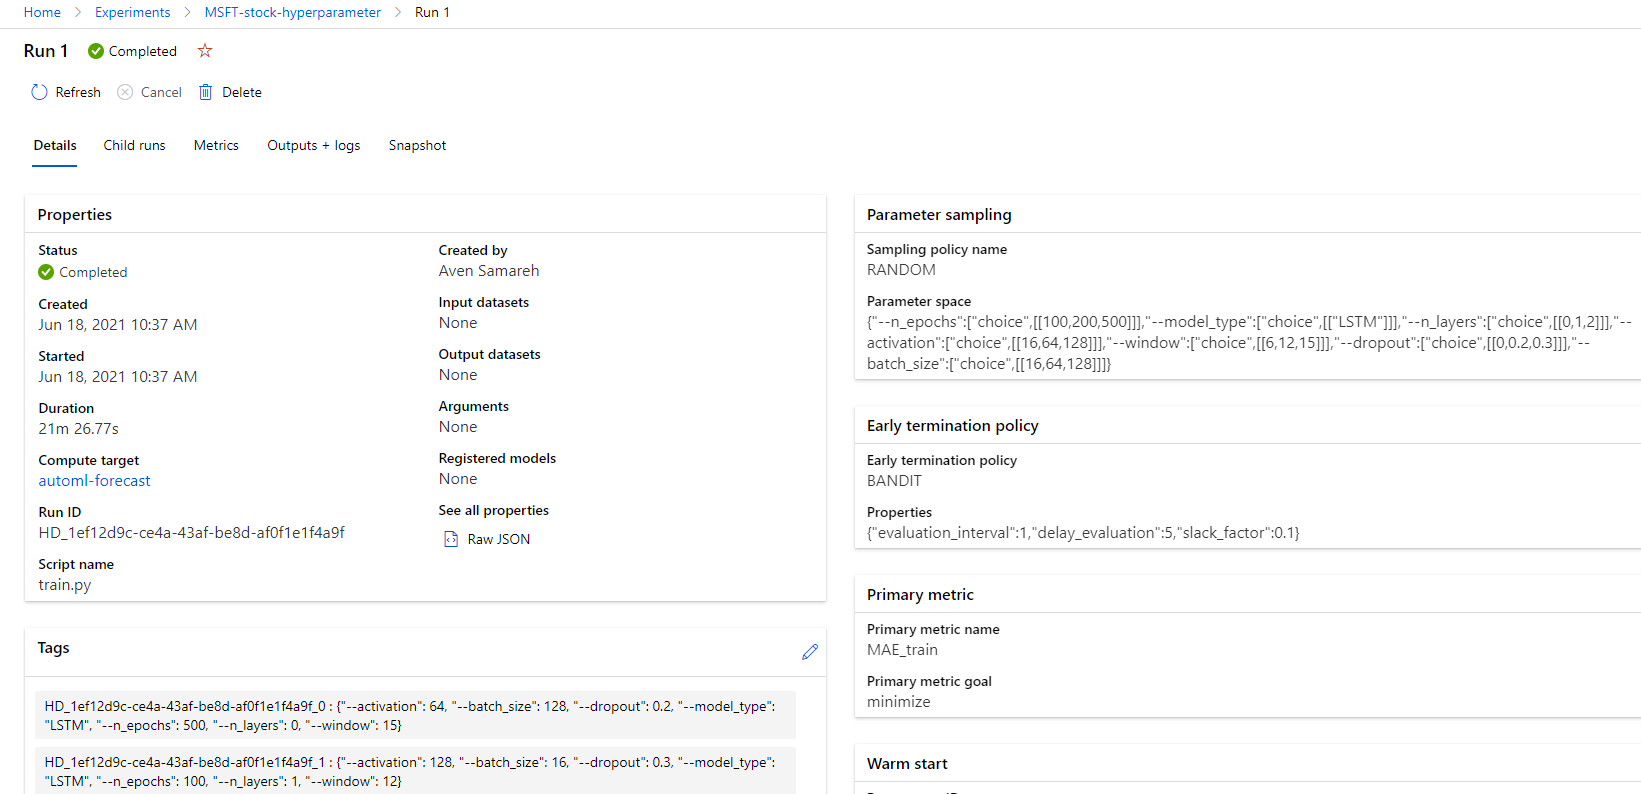 Home > Experiments > MSFT-stock-hyperparameter > Run 1
Run 1 Completed
Refresh Cancel Delete
Details Child runs Metrics Outputs + logs Snapshot
Properties
Status
Completed
Created
Jun 18, 2021 10:37 AM
Started
Jun 18, 2021 10:37 AM
Duration
21m 26.77s
Compute target
automl-forecast
Run ID
HD_1ef12d9c-ce4a-43af-be8d-af0f1e1f4a9f
Script name
train.py
Created by
Aven Samareh
Input datasets
None
Output datasets
None
Arguments
None
Registered models
None
See all properties
Raw JSON
Tags
HD_1ef12d9c-ce4a-43af-be8d-af0f1e1f4a9f_0 : {"--activation": 64, "--batch_size": 128, "--dropout": 0.2, "--model_type":
"LSTM", "--n_epochs": 500, "--n_layers": 0, "--window": 15}
HD_1ef12d9c-ce4a-43af-be8d-af0f1e1f4a9f_1 : {"--activation": 128, "--batch_size": 16, "--dropout": 0.3, "--model_type":
"LSTM", "--n_epochs": 100, "--n_layers": 1, "--window": 12}
Parameter sampling
Sampling policy name
RANDOM
Parameter space
{"--n_epochs":["choice",[[100,200,500]]],"--model_type":["choice",[["LSTM"]]],"--n_layers":["choice",[[0,1,2]]],"--
activation":["choice",[[16,64,128]]],"--window":["choice",[[6,12,15]]],"--dropout":["choice",[[0,0.2,0.3]]],"--
batch_size":["choice",[[16,64,128]]]}
Early termination policy
Early termination policy
BANDIT
Properties
{"evaluation_interval":1,"delay_evaluation":5,"slack_factor":0.1}
Primary metric
Primary metric name
MAE_train
Primary metric goal
minimize
Warm start